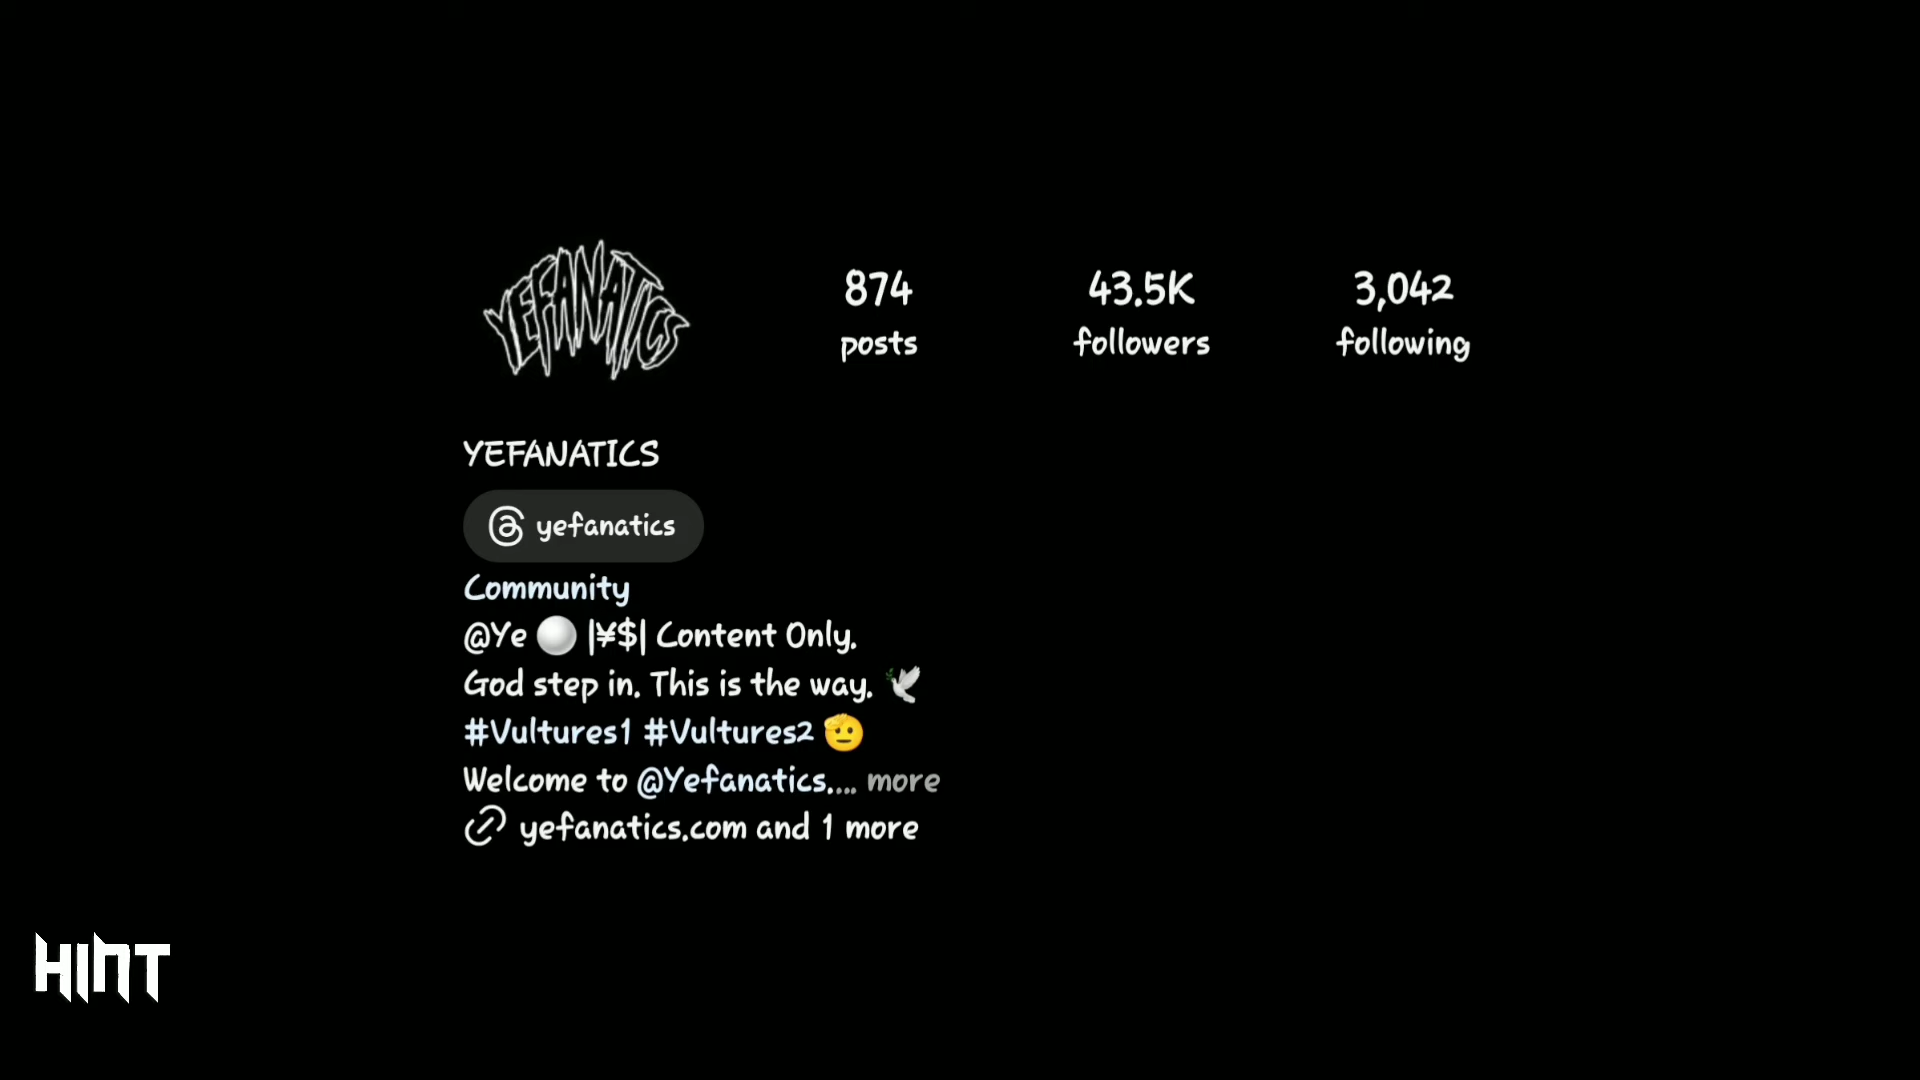 YEFANATICS
874 43.5K 3,042
posts followers following
YEFANATICS
yefanatics
Community
@Ye ⚪ |¥$| Content Only.
God step in. This is the way. 🕊️
#Vultures1 #Vultures2 🫡
Welcome to @Yefanatics.... more
yefanatics.com and 1 more
HINT